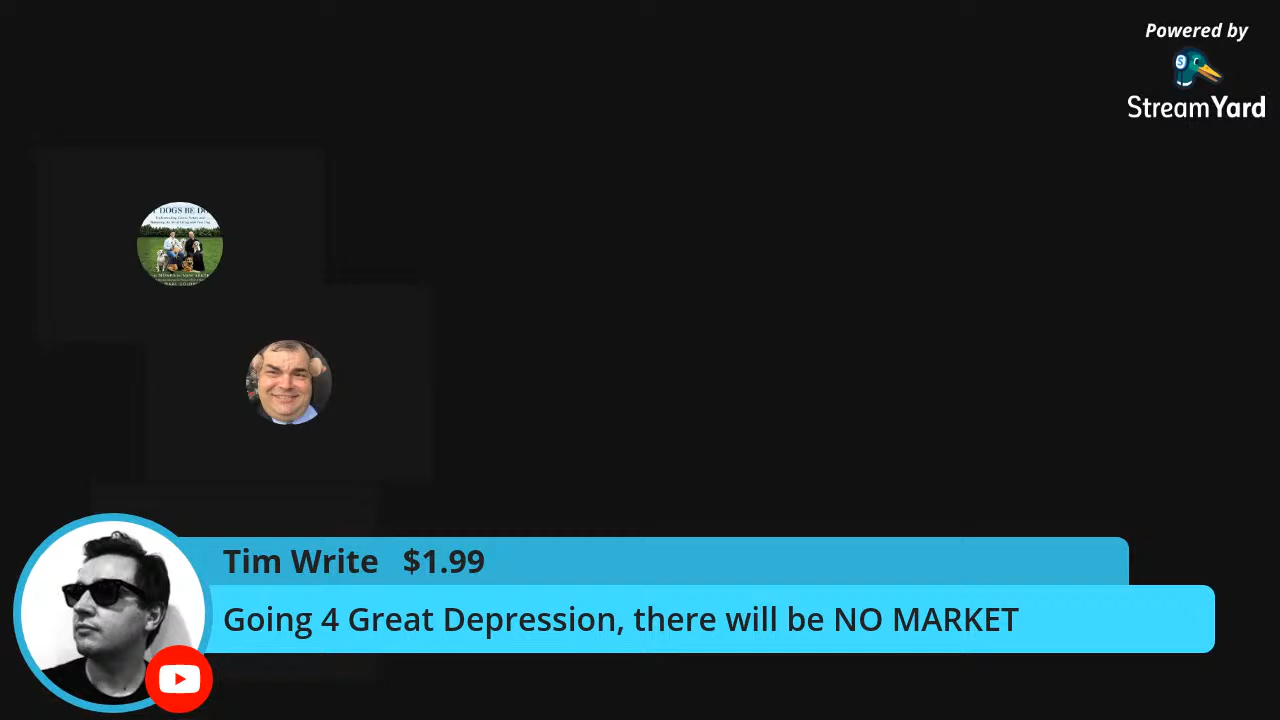 Powered by
StreamYard
Tim Write $1.99
Going 4 Great Depression, there will be NO MARKET